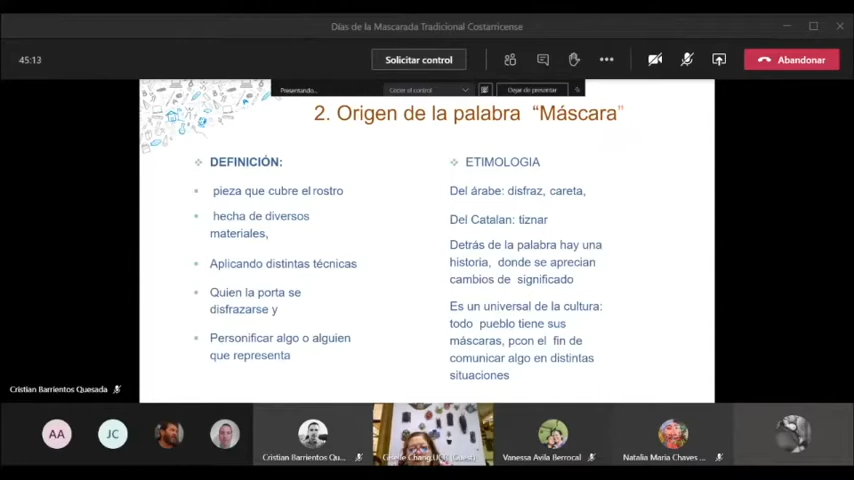 Días de la Mascarada Tradicional Costarricense
45:13
Solicitar control
Abandonar
Presentando...
Ceder el control
Dejar de presentar
2. Origen de la palabra “Máscara”
DEFINICIÓN:
pieza que cubre el rostro
hecha de diversos
materiales,
Aplicando distintas técnicas
Quien la porta se
disfrazarse y
Personificar algo o alguien
que representa
ETIMOLOGIA
Del árabe: disfraz, careta,
Del Catalan: tiznar
Detrás de la palabra hay una
historia, donde se aprecian
cambios de significado
Es un universal de la cultura:
todo pueblo tiene sus
máscaras, pcon el fin de
comunicar algo en distintas
situaciones
Cristian Barrientos Quesada
AA
JC
Cristian Barrientos Qu...
Giselle Chang UCR (Guest)
Vanessa Avila Berrocal
Natalia María Chaves ...